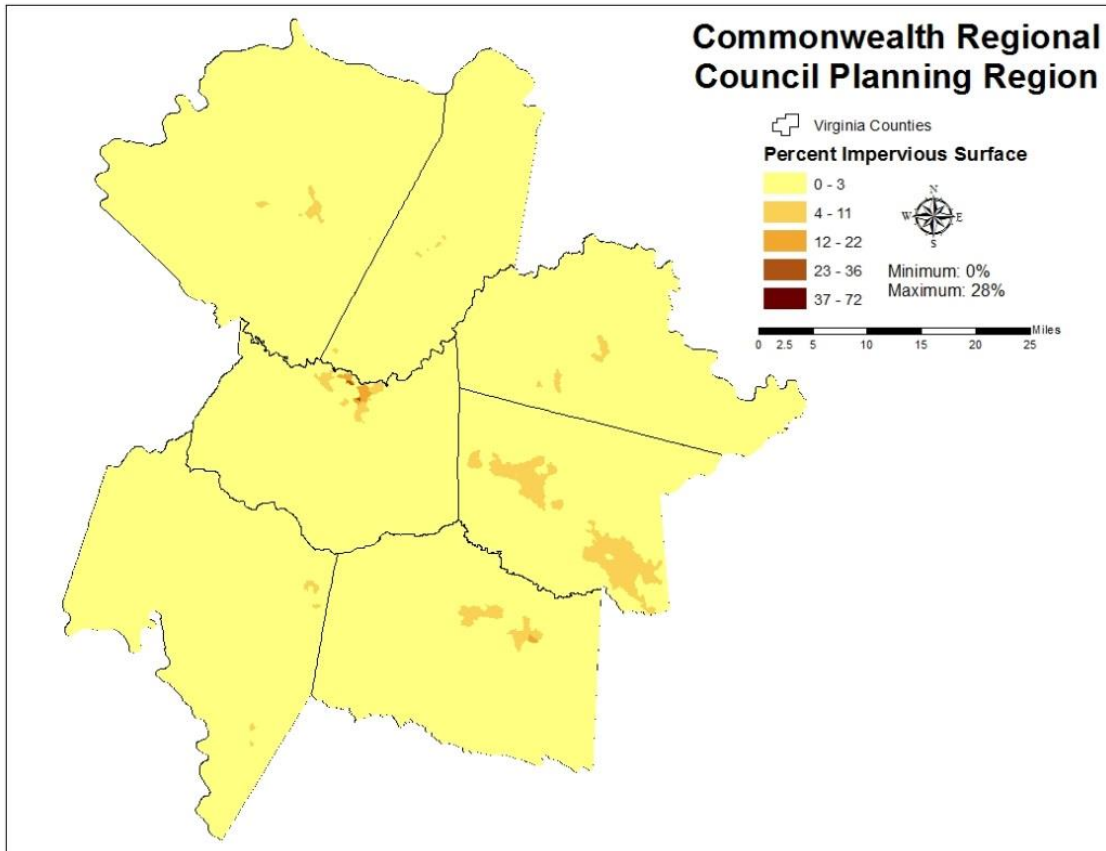 Commonwealth Regional
Council Planning Region
Virginia Counties
Percent Impervious Surface
0 - 3
4 - 11
12 - 22
23 - 36
37 - 72
N
W E
S
Minimum: 0%
Maximum: 28%
Miles
0 2.5 5 10 15 20 25